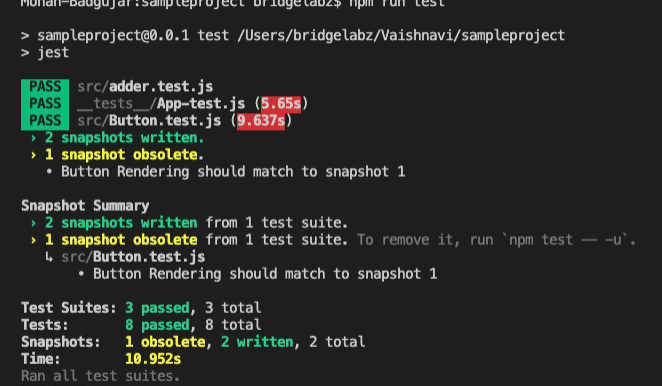 Mohan-Badgujar:sampleproject bridgelabz$ npm run test
> sampleproject@0.0.1 test /Users/bridgelabz/Vaishnavi/sampleproject
> jest
PASS src/adder.test.js
PASS __tests__/App-test.js (5.65s)
PASS src/Button.test.js (9.637s)
› 2 snapshots written.
› 1 snapshot obsolete.
• Button Rendering should match to snapshot 1
Snapshot Summary
› 2 snapshots written from 1 test suite.
› 1 snapshot obsolete from 1 test suite. To remove it, run `npm test -- -u`.
↳ src/Button.test.js
• Button Rendering should match to snapshot 1
Test Suites: 3 passed, 3 total
Tests: 8 passed, 8 total
Snapshots: 1 obsolete, 2 written, 2 total
Time: 10.952s
Ran all test suites.